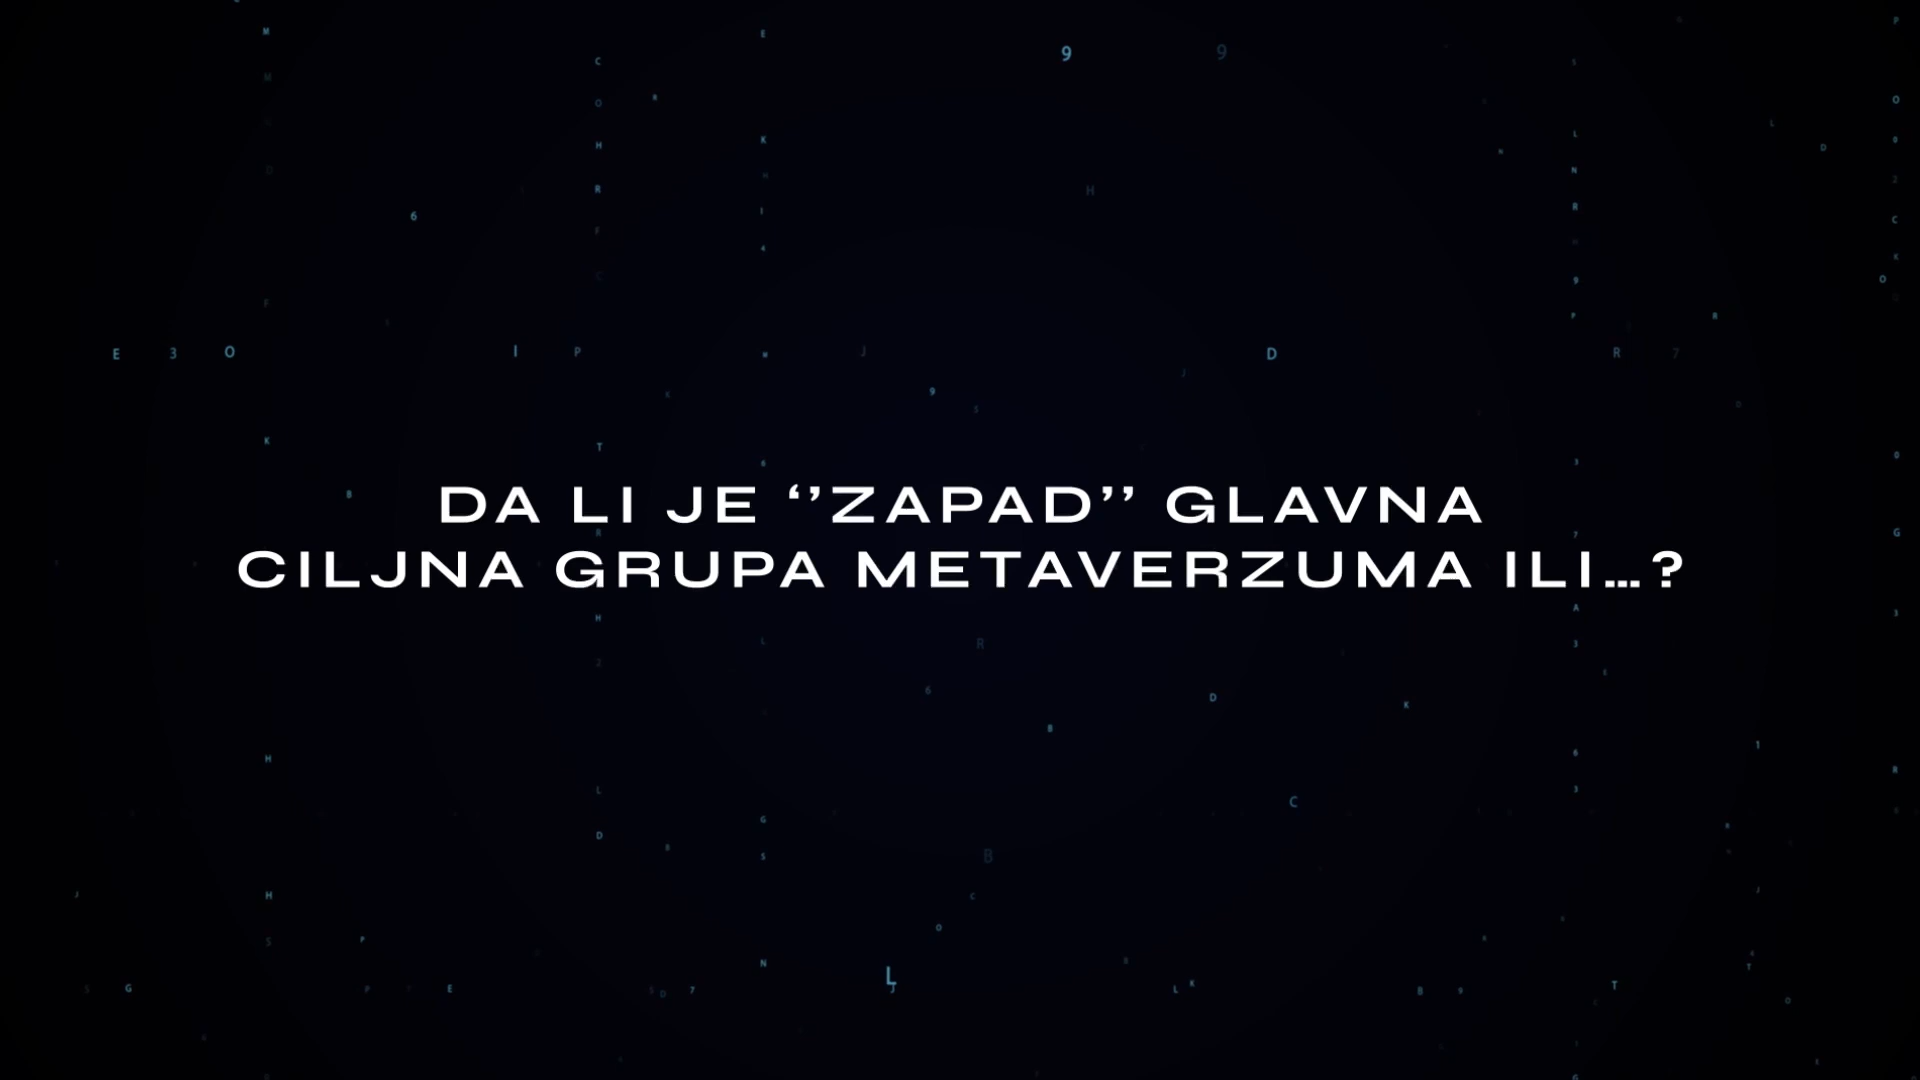 DA LI JE ‘’ZAPAD’’ GLAVNA
CILJNA GRUPA METAVERZUMA ILI...?